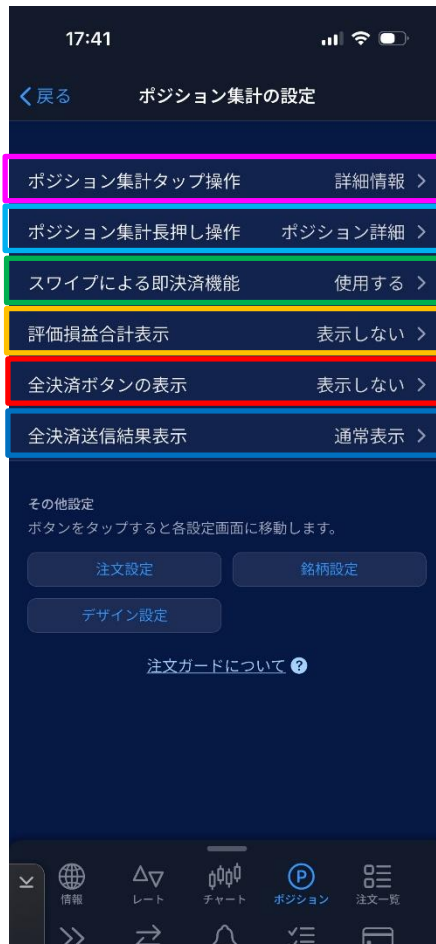 17:41
戻る ポジション集計の設定
ポジション集計タップ操作 詳細情報
ポジション集計長押し操作 ポジション詳細
スワイプによる即決済機能 使用する
評価損益合計表示 表示しない
全決済ボタンの表示 表示しない
全決済送信結果表示 通常表示
その他設定
ボタンをタップすると各設定画面に移動します。
注文設定 銘柄設定
デザイン設定
注文ガードについて ?
情報 レート チャート ポジション 注文一覧